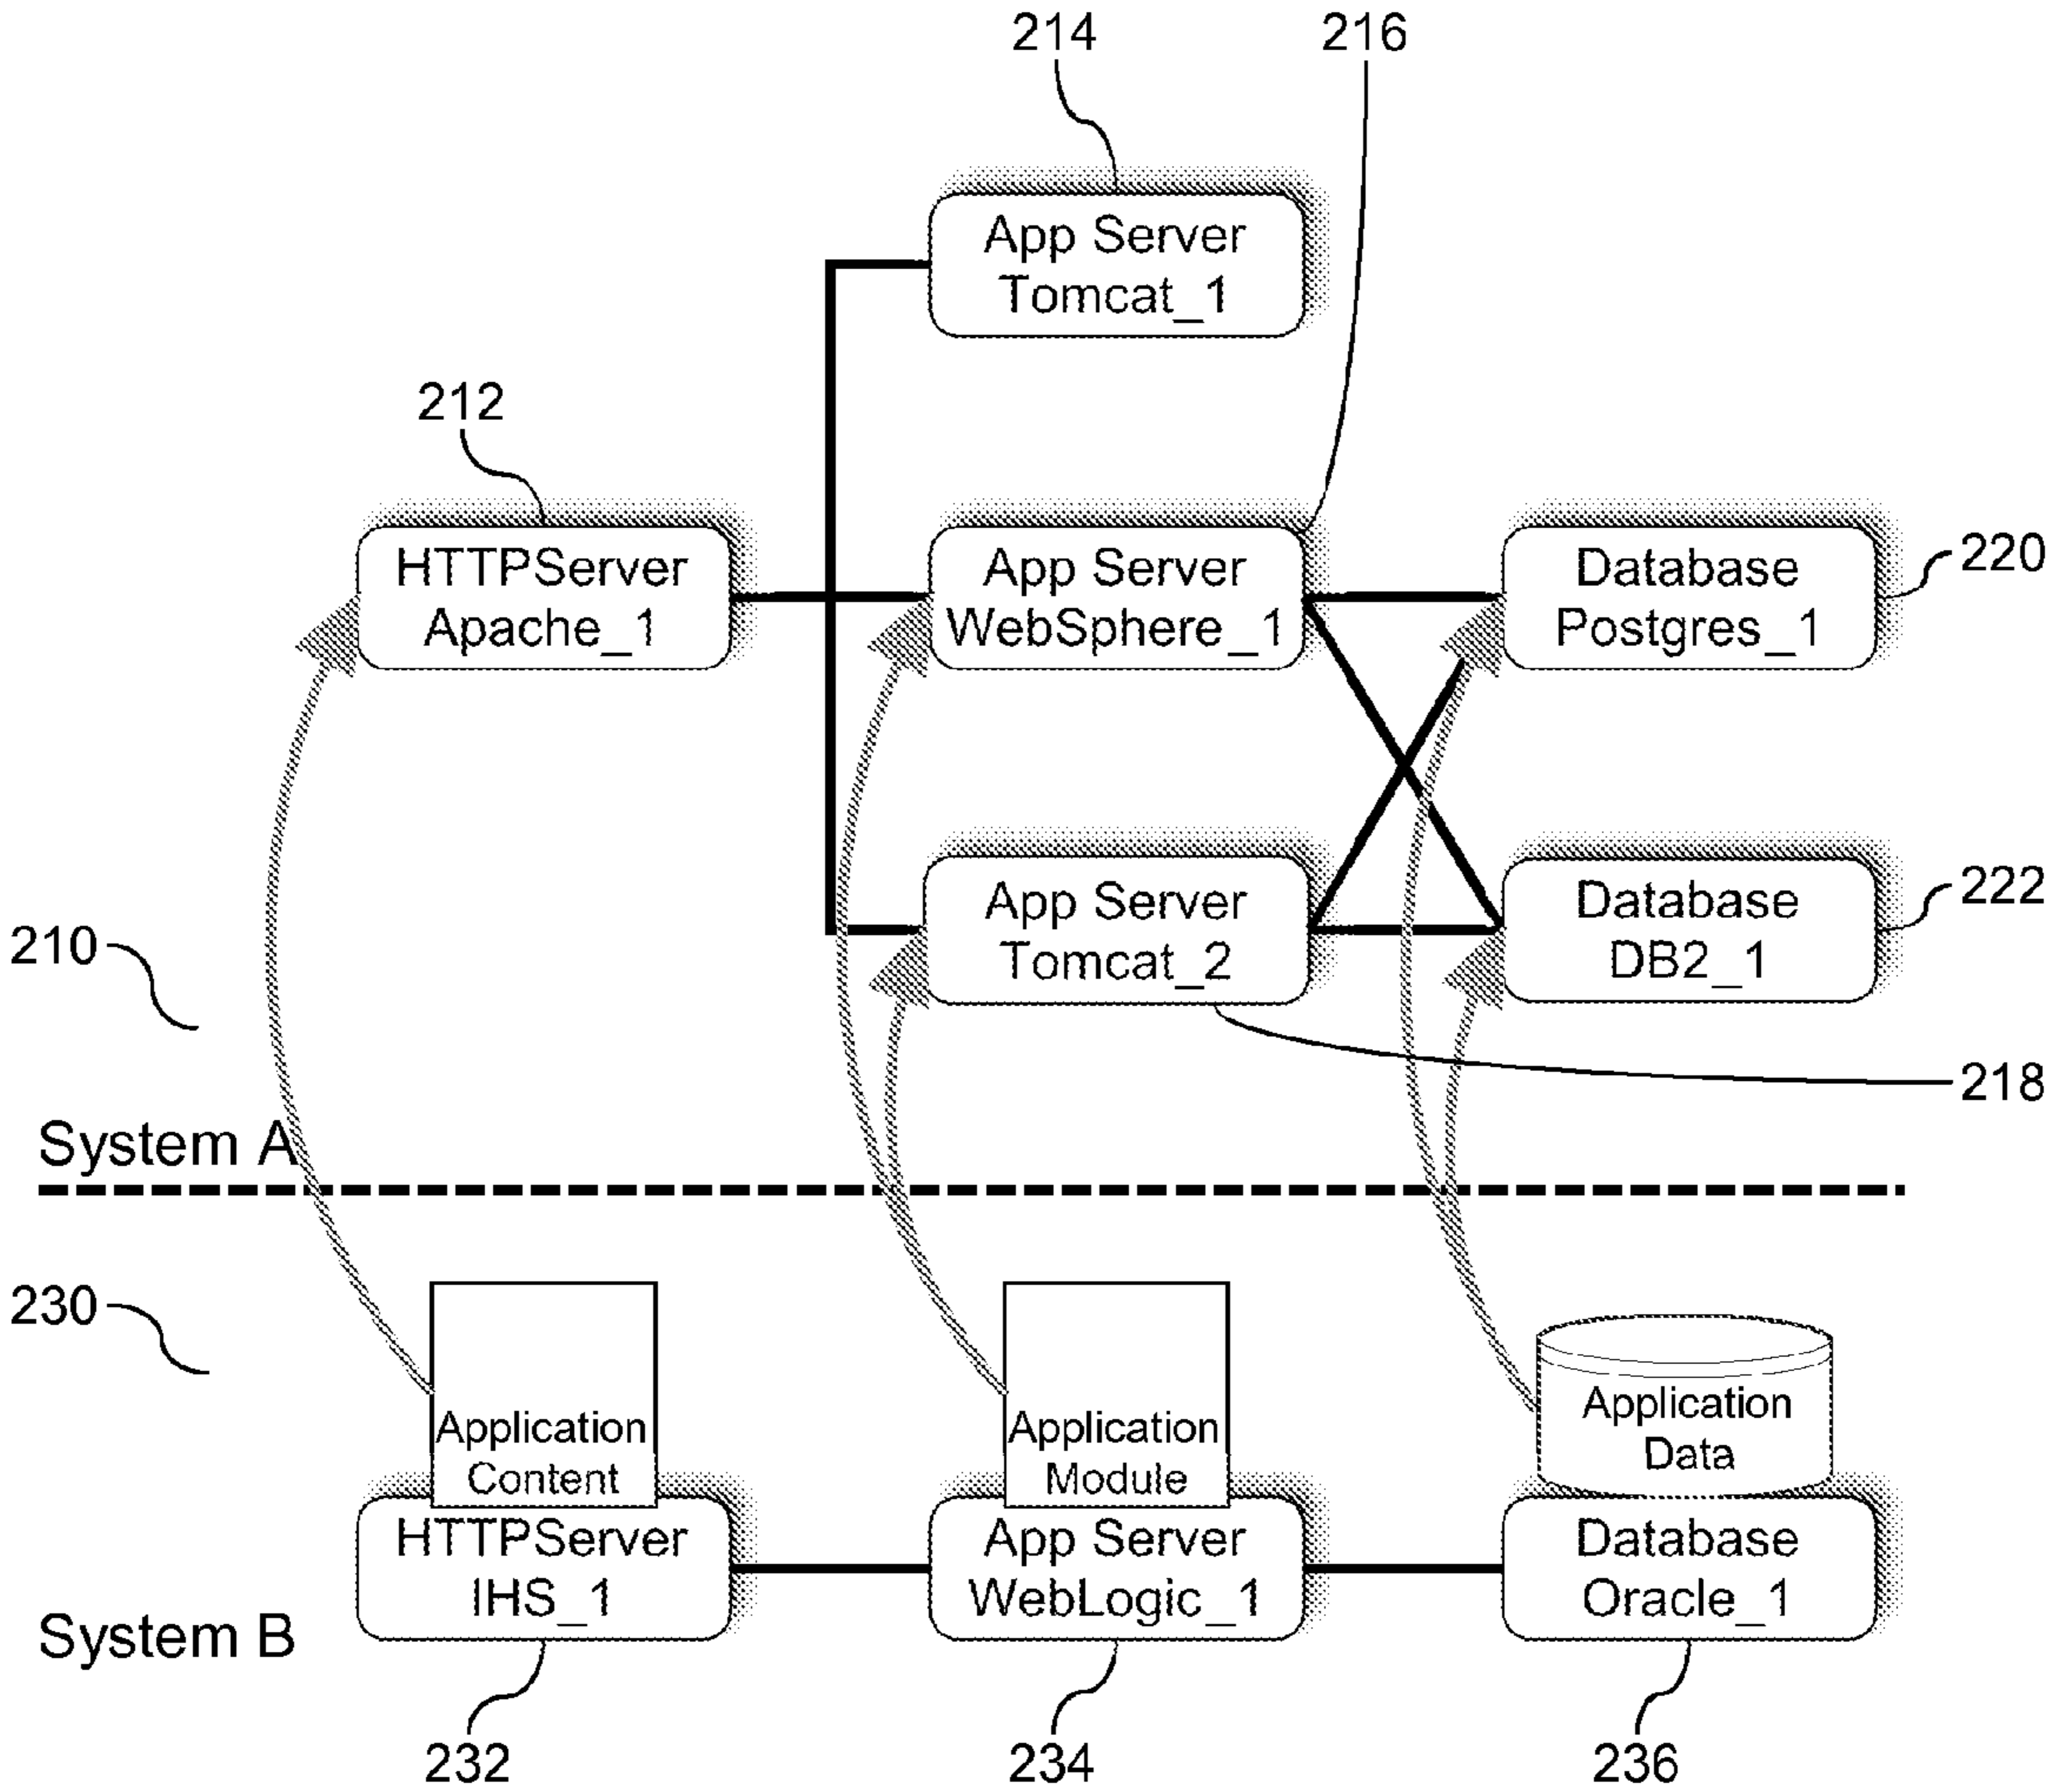 214
216
App Server
Tomcat_1
212
HTTPServer
Apache_1
App Server
WebSphere_1
Database
Postgres_1
220
App Server
Tomcat_2
Database
DB2_1
222
210
218
System A
230
Application
Content
Application
Module
Application
Data
HTTPServer
IHS_1
App Server
WebLogic_1
Database
Oracle_1
System B
232
234
236